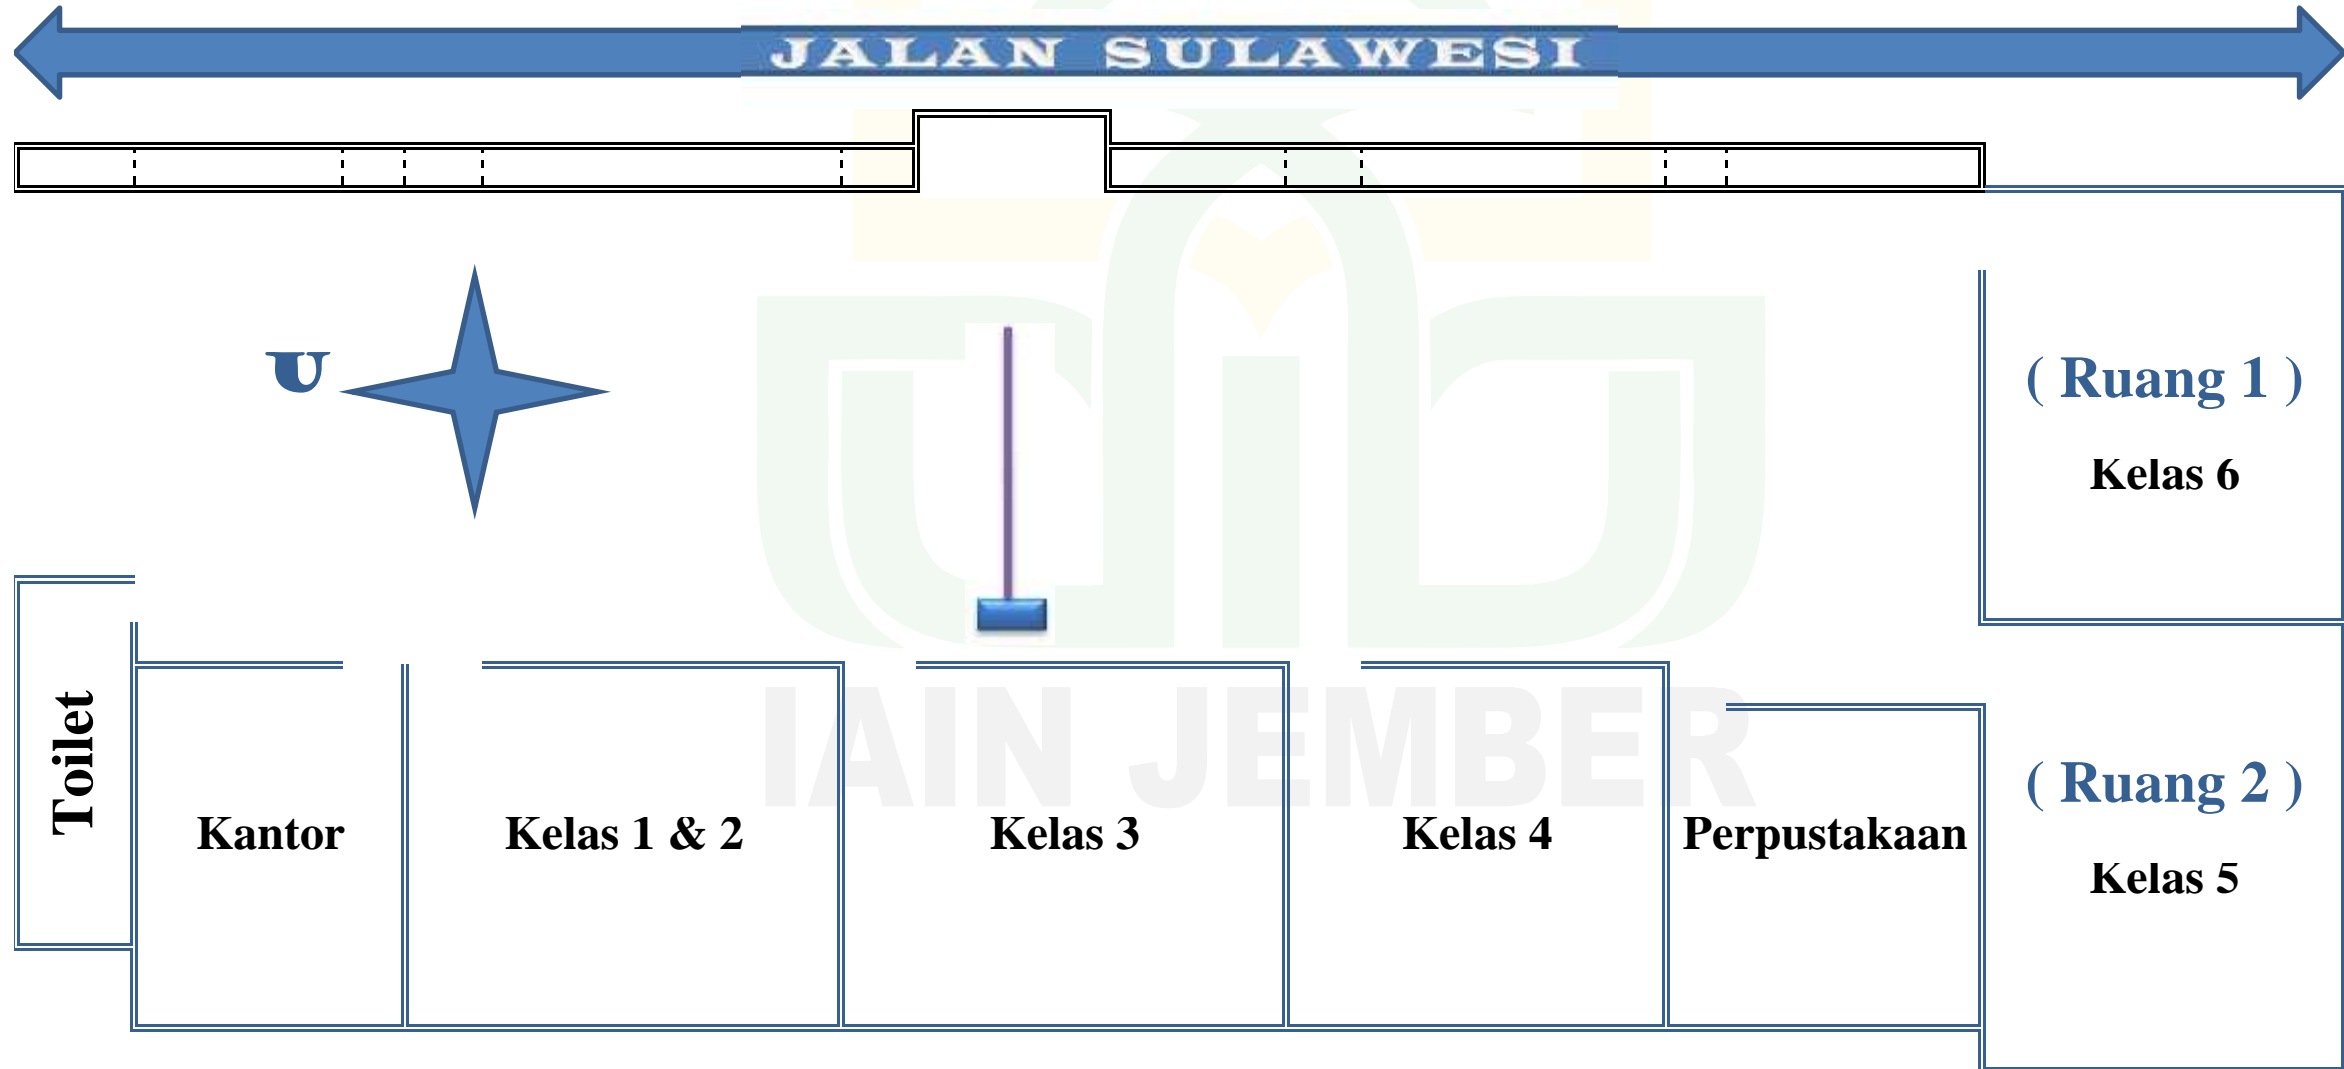 JALAN SULAWESI
U
( Ruang 1 )
Kelas 6
Toilet
Kantor
Kelas 1 & 2
Kelas 3
Kelas 4
Perpustakaan
( Ruang 2 )
Kelas 5
IAIN JEMBER